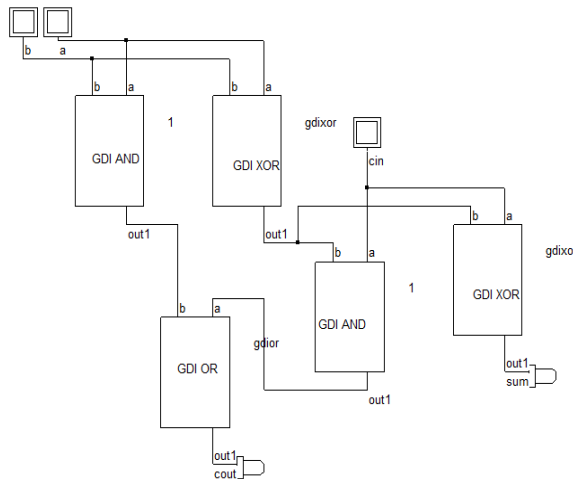 b a
b a b a
1 gdixor
GDI AND GDI XOR
cin
out1 out1
b a
b a
gdixo
1
GDI XOR
GDI AND
b a
gdior
GDI OR
out1
sum
out1
out1
cout